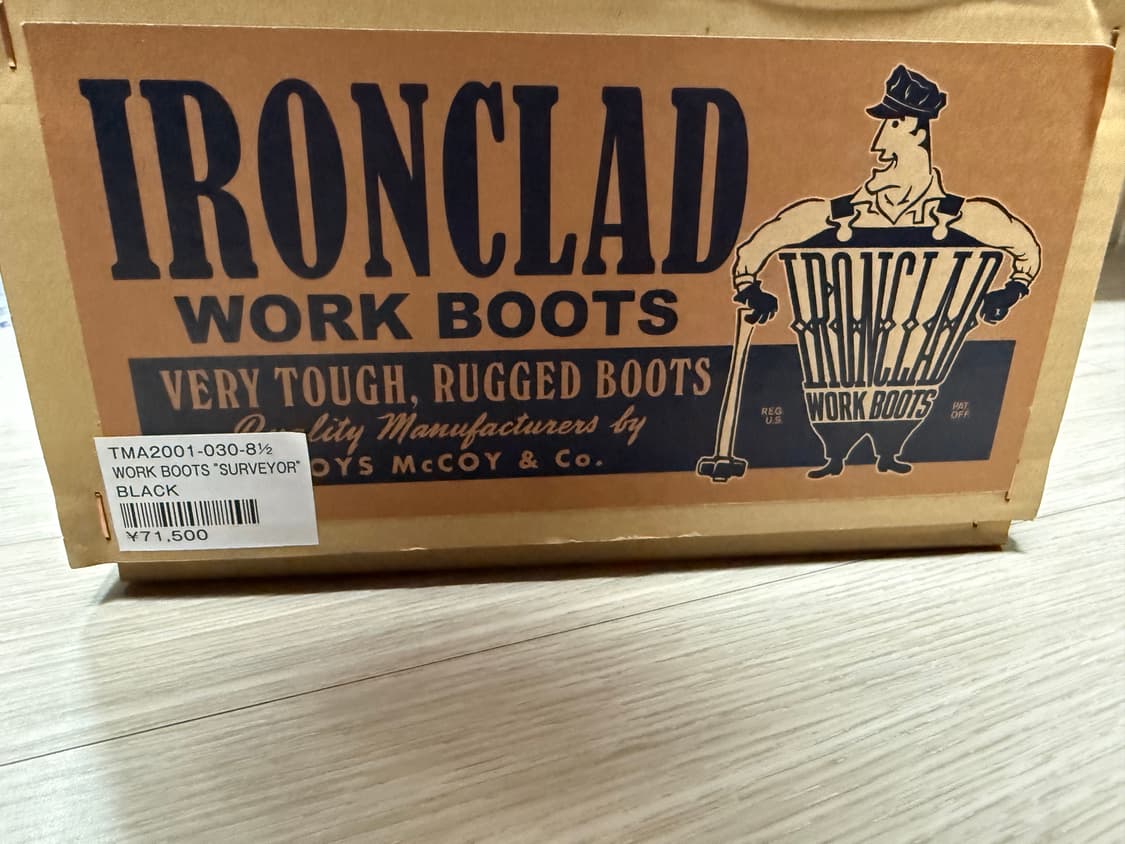 IRONCLAD
WORK BOOTS
VERY TOUGH, RUGGED BOOTS
Quality Manufacturers by
OYS McCOY & Co.
IRONCLAD
WORK BOOTS
REG
U.S.
PAT
OFF.
TMA2001-030-8½
WORK BOOTS "SURVEYOR"
BLACK
¥71,500